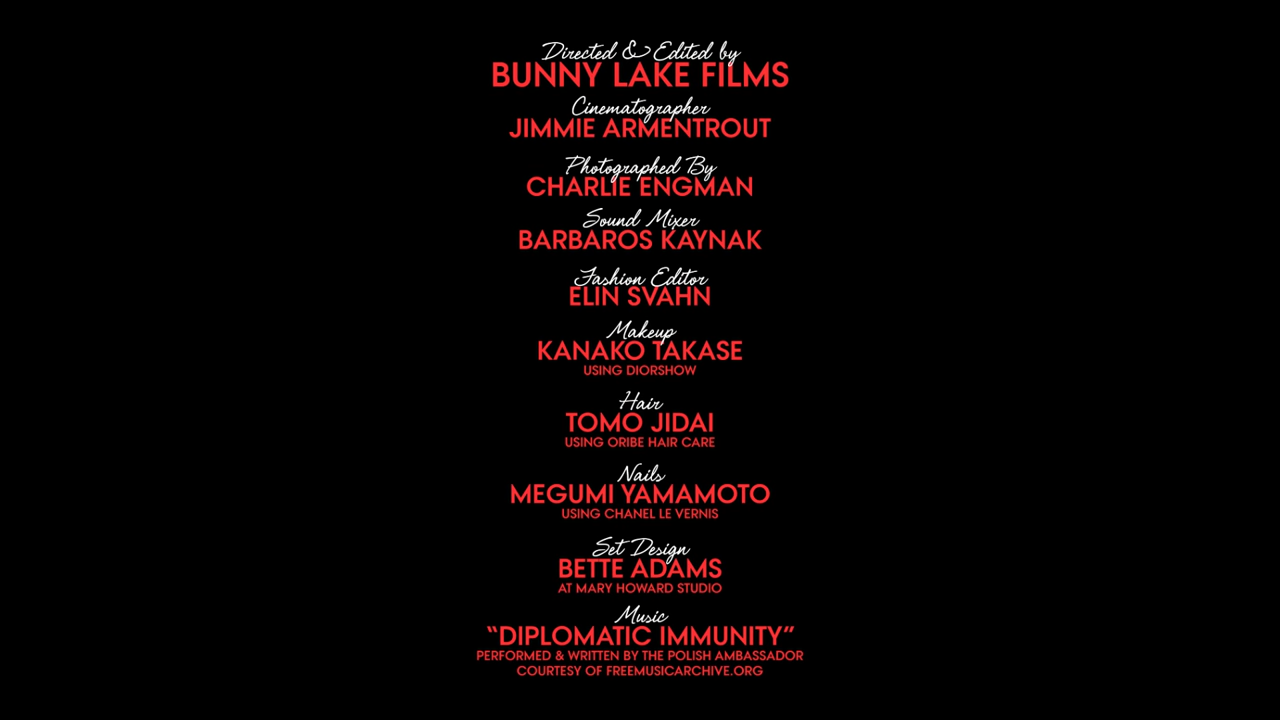 Directed & Edited by
BUNNY LAKE FILMS
Cinematographer
JIMMIE ARMENTROUT
Photographed By
CHARLIE ENGMAN
Sound Mixer
BARBAROS KAYNAK
Fashion Editor
ELIN SVAHN
Makeup
KANAKO TAKASE
USING DIORSHOW
Hair
TOMO JIDAI
USING ORIBE HAIR CARE
Nails
MEGUMI YAMAMOTO
USING CHANEL LE VERNIS
Set Design
BETTE ADAMS
AT MARY HOWARD STUDIO
Music
“DIPLOMATIC IMMUNITY”
PERFORMED & WRITTEN BY THE POLISH AMBASSADOR
COURTESY OF FREEMUSICARCHIVE.ORG